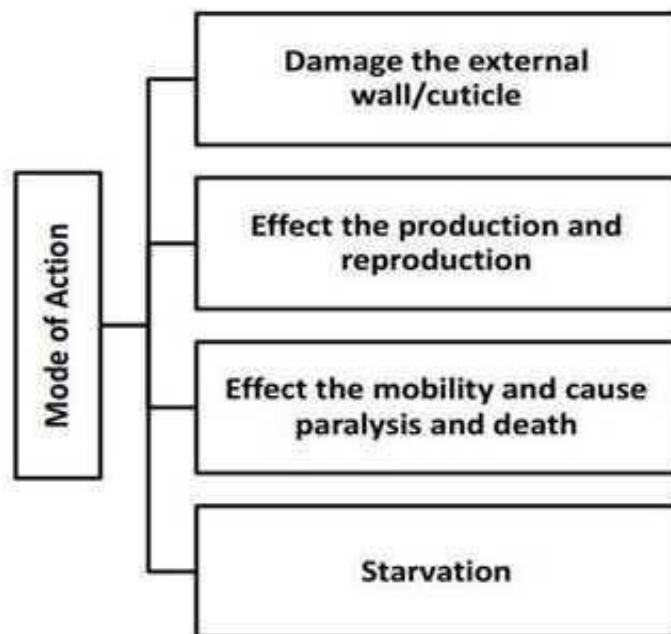 Mode of Action
Damage the external
wall/cuticle
Effect the production and
reproduction
Effect the mobility and cause
paralysis and death
Starvation